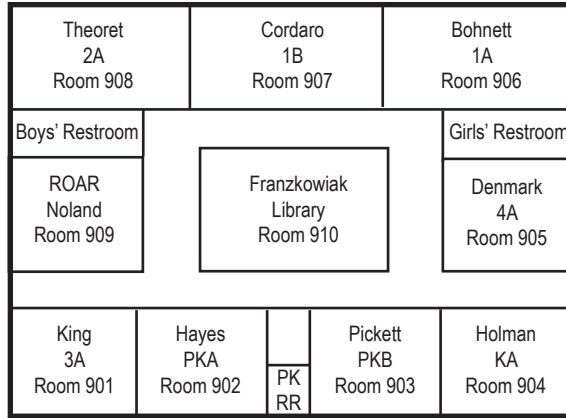 Theoret
2A
Room 908
Cordaro
1B
Room 907
Bohnett
1A
Room 906
Boys' Restroom
Girls' Restroom
ROAR
Noland
Room 909
Franzkowiak
Library
Room 910
Denmark
4A
Room 905
King
3A
Room 901
Hayes
PKA
Room 902
PK
RR
Pickett
PKB
Room 903
Holman
KA
Room 904